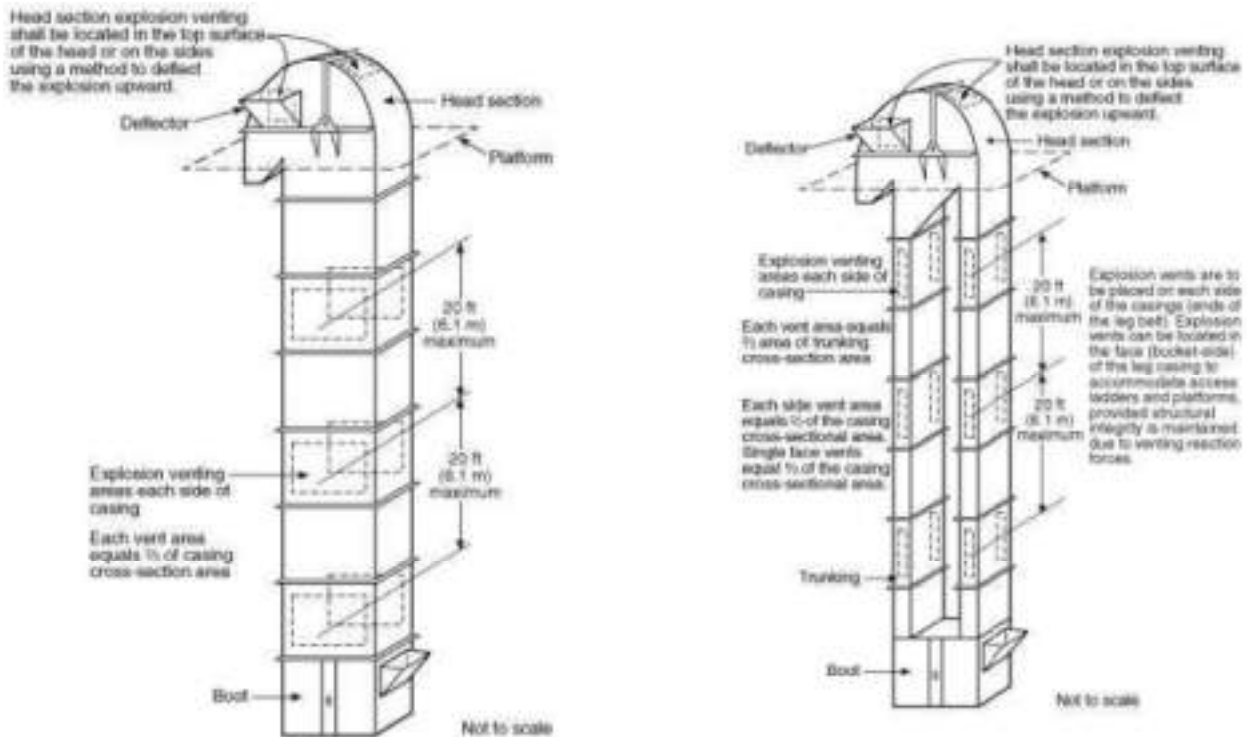 Head section explosion venting
shall be located in the top surface
of the head or on the sides
using a method to deflect
the explosion upward.
Deflector
Head section
Platform
20 ft
(6.1 m)
maximum
20 ft
(6.1 m)
maximum
Explosion venting
areas each side of
casing
Each vent area
equals of casing
cross-section area
Boot
Not to scale
Head section explosion venting
shall be located in the top surface
of the head or on the sides
using a method to deflect
the explosion upward.
Deflector
Head section
Platform
Explosion venting
areas each side of
casing
Each vent area equals
area of trunking
cross-section area
Each side vent area
equals of the casing
cross-sectional area.
Single face vents
equal of the casing
cross-sectional area.
20 ft
(6.1 m)
maximum
20 ft
(6.1 m)
maximum
Explosion vents are to
be placed on each side
of the casings (ends of
the leg belt). Explosion
vents can be located in
the face (bucket-side)
of the leg casing to
accommodate access
ladders and platforms,
provided structural
integrity is maintained
due to venting reaction
forces.
Trunking
Boot
Not to scale